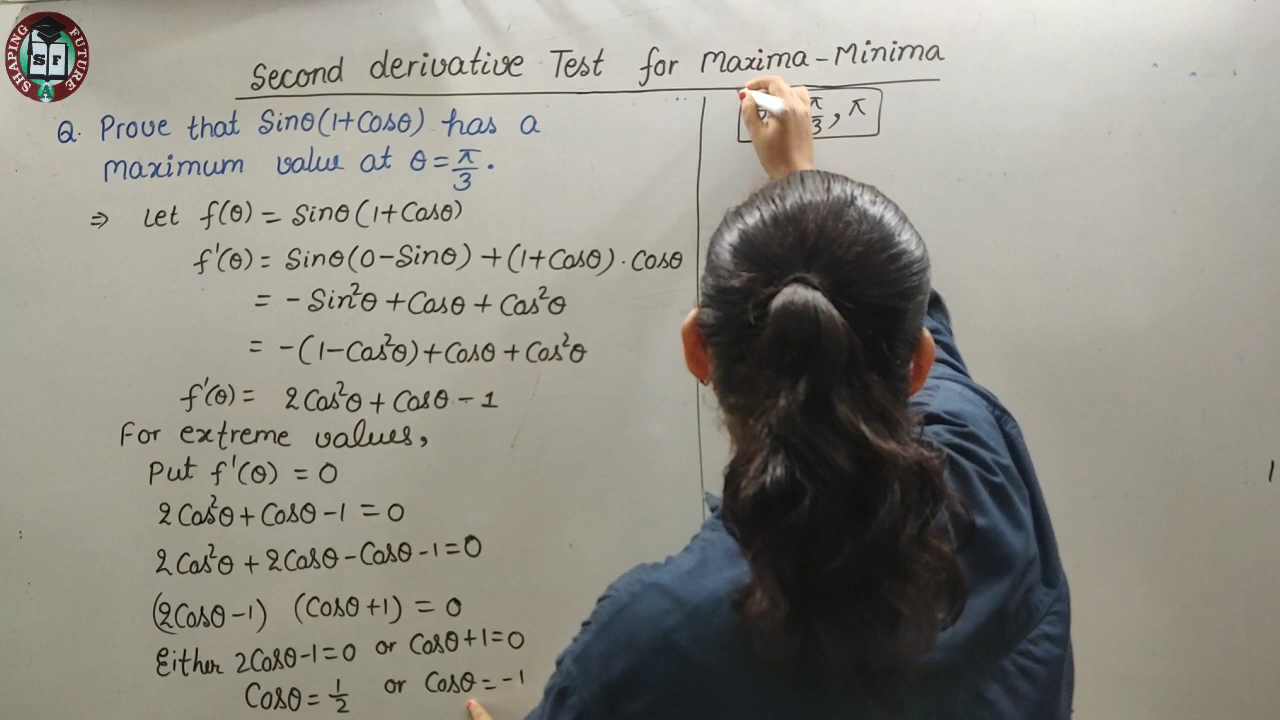 SHAPING FUTURE
S F
A
Second derivative Test for Maxima-Minima
Q. Prove that Sinθ(1+Cosθ) has a
maximum value at θ=π/3.
⇒ Let f(θ) = Sinθ(1+Cosθ)
f'(θ) = Sinθ(0-Sinθ) + (1+Cosθ).Cosθ
= -Sin²θ + Cosθ + Cos²θ
= -(1-Cos²θ)+Cosθ+Cos²θ
f'(θ) = 2Cos²θ + Cosθ - 1
For extreme values,
Put f'(θ) = 0
2Cos²θ + Cosθ - 1 = 0
2Cos²θ + 2Cosθ - Cosθ - 1 = 0
(2Cosθ-1) (Cosθ+1) = 0
Either 2Cosθ-1=0 or Cosθ+1=0
Cosθ = 1/2 or Cosθ = -1
π/3, π